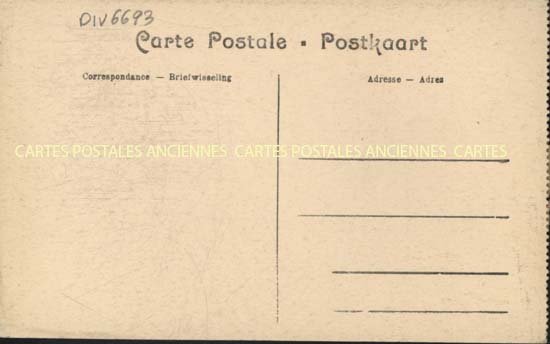 DIV6693
Carte Postale • Postkaart
Correspondance — Briefwisseling
Adresse — Adres
CARTES POSTALES ANCIENNES CARTES POSTALES ANCIENNES CARTES